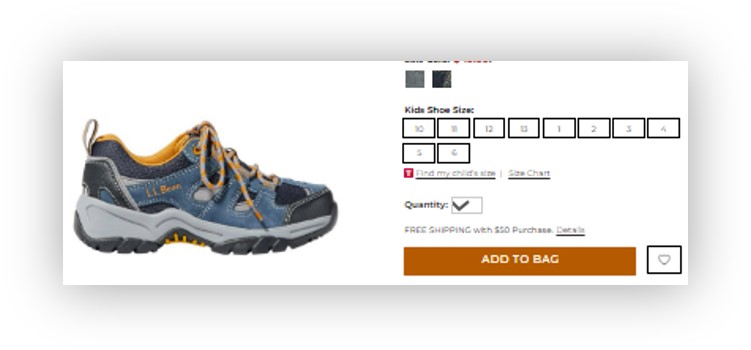 Kids Shoe Size:
10 11 12 13 1 2 3 4
5 6
Find my child's size | Size Chart
L.L.Bean
Quantity:
FREE SHIPPING with $50 Purchase. Details
ADD TO BAG